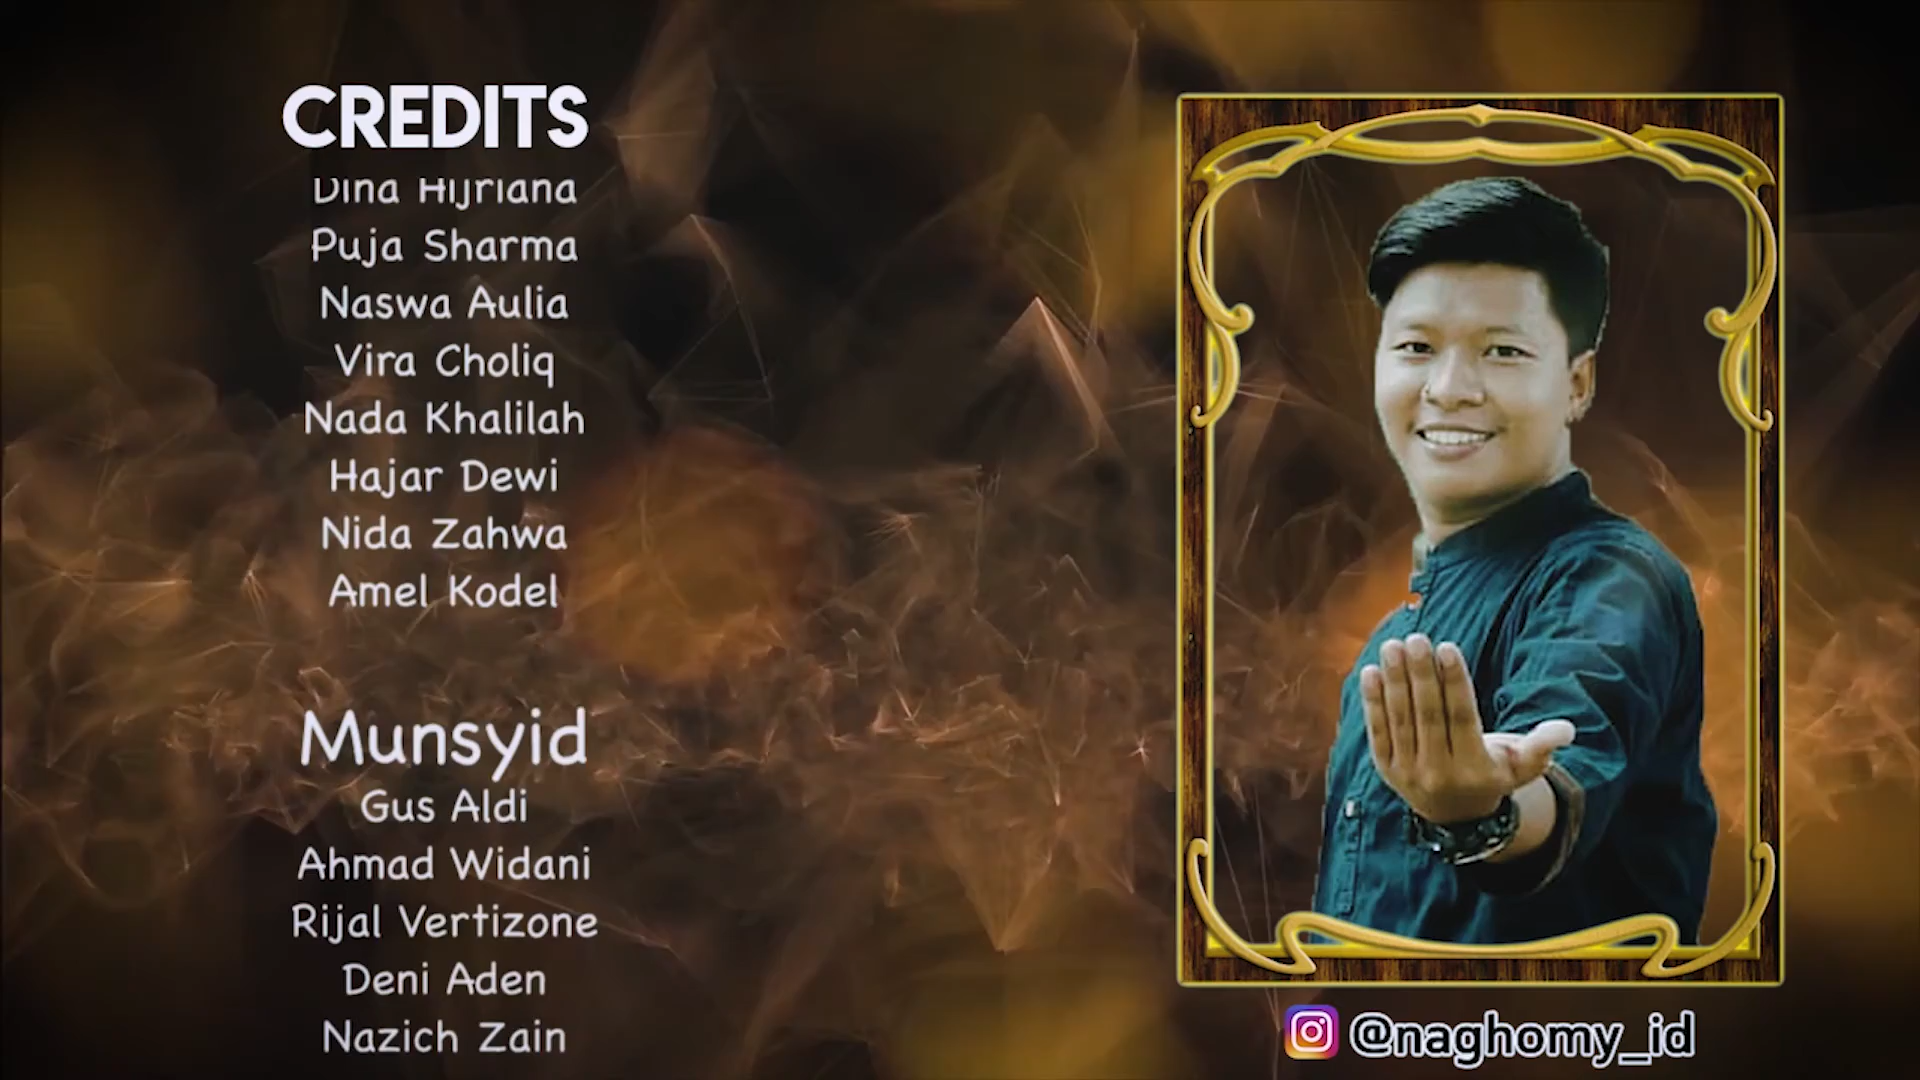 CREDITS
Dina Hijriana
Puja Sharma
Naswa Aulia
Vira Choliq
Nada Khalilah
Hajar Dewi
Nida Zahwa
Amel Kodel
Munsyid
Gus Aldi
Ahmad Widani
Rijal Vertizone
Deni Aden
Nazich Zain
@naghomy_id